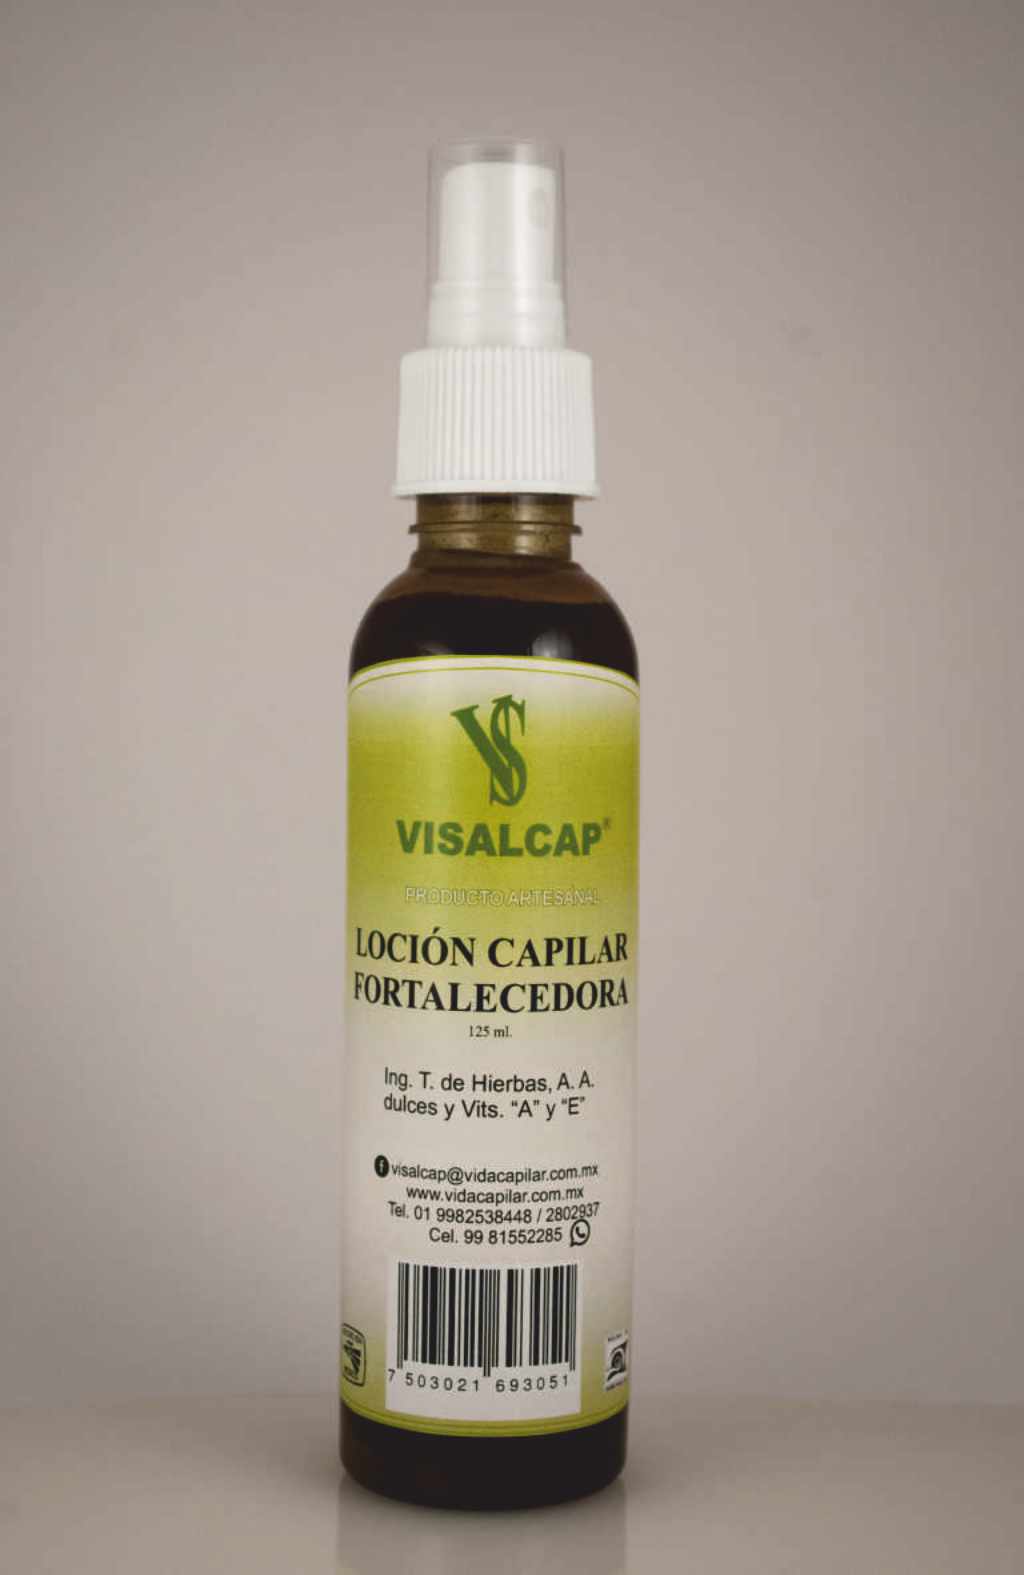 VS
VISALCAP®
PRODUCTO ARTESANAL
LOCIÓN CAPILAR
FORTALECEDORA
125 ml.
Ing. T. de Hierbas, A. A.
dulces y Vits. “A” y “E”
visalcap@vidacapilar.com.mx
www.vidacapilar.com.mx
Tel. 01 9982538448 / 2802937
Cel. 99 81552285
7 503021 693051